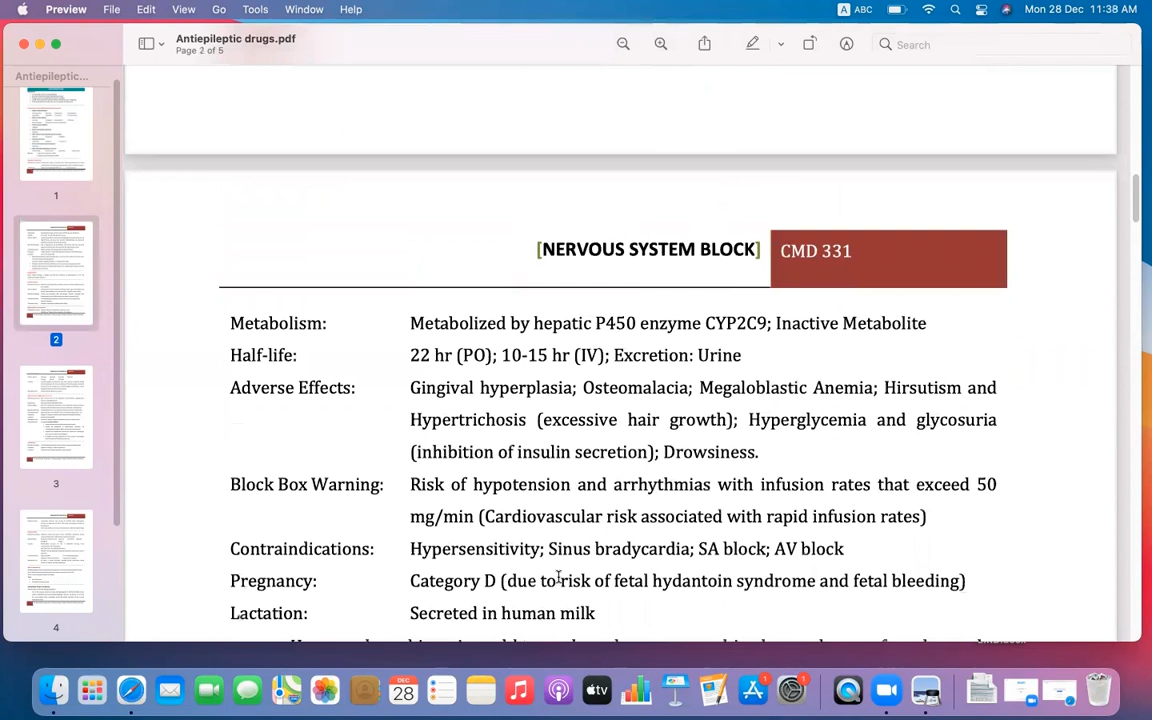 Preview File Edit View Go Tools Window Help A ABC Mon 28 Dec 11:38 AM
Antiepileptic drugs.pdf
Page 2 of 5
Search
Antiepileptic...
1
2
3
4
[NERVOUS SYSTEM BLOCK] CMD 331
Metabolism: Metabolized by hepatic P450 enzyme CYP2C9; Inactive Metabolite
Half-life: 22 hr (PO); 10-15 hr (IV); Excretion: Urine
Adverse Effects: Gingival hyperplasia; Osteomalacia; Megaloblastic Anemia; Hirsutism and
Hypertrichosis (excessive hair growth); Hyperglycemia and glycosuria
(inhibition of insulin secretion); Drowsiness.
Block Box Warning: Risk of hypotension and arrhythmias with infusion rates that exceed 50
mg/min (Cardiovascular risk associated with rapid infusion rates)
Contraindications: Hypersensitivity; Sinus bradycardia; SA block; AV block
Pregnancy: Category D (due to risk of fetal hydantoin syndrome and fetal bleeding)
Lactation: Secreted in human milk
DEC
28
tv
1
1